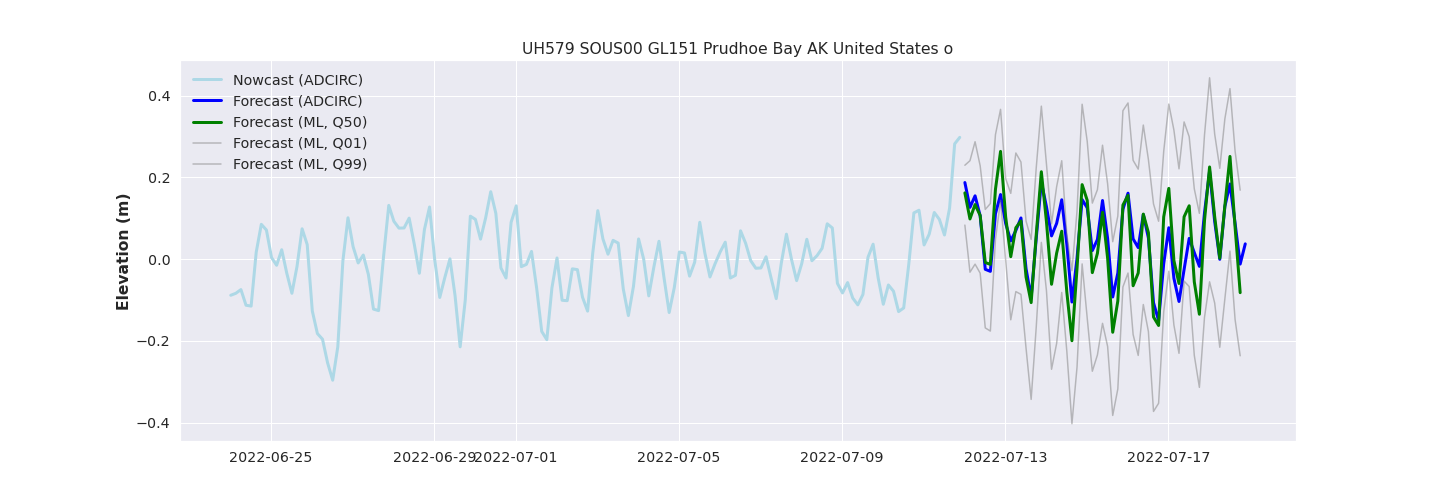 UH579 SOUS00 GL151 Prudhoe Bay AK United States o
Nowcast (ADCIRC)
Forecast (ADCIRC)
Forecast (ML, Q50)
Forecast (ML, Q01)
Forecast (ML, Q99)
Elevation (m)
0.4
0.2
0.0
−0.2
−0.4
2022-06-25 2022-06-29 2022-07-01 2022-07-05 2022-07-09 2022-07-13 2022-07-17